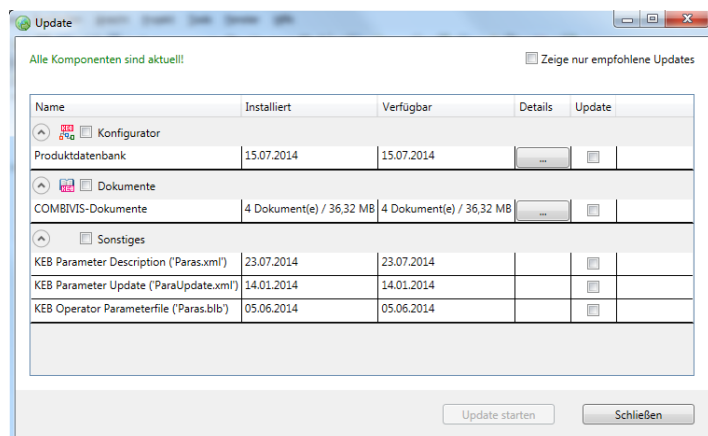 Update
Alle Komponenten sind aktuell!
Zeige nur empfohlene Updates
Name Installiert Verfügbar Details Update
Konfigurator
Produktdatenbank 15.07.2014 15.07.2014 ...
Dokumente
COMBIVIS-Dokumente 4 Dokument(e) / 36,32 MB 4 Dokument(e) / 36,32 MB ...
Sonstiges
KEB Parameter Description ('Paras.xml') 23.07.2014 23.07.2014
KEB Parameter Update ('ParaUpdate.xml') 14.01.2014 14.01.2014
KEB Operator Parameterfile ('Paras.blb') 05.06.2014 05.06.2014
Update starten Schließen